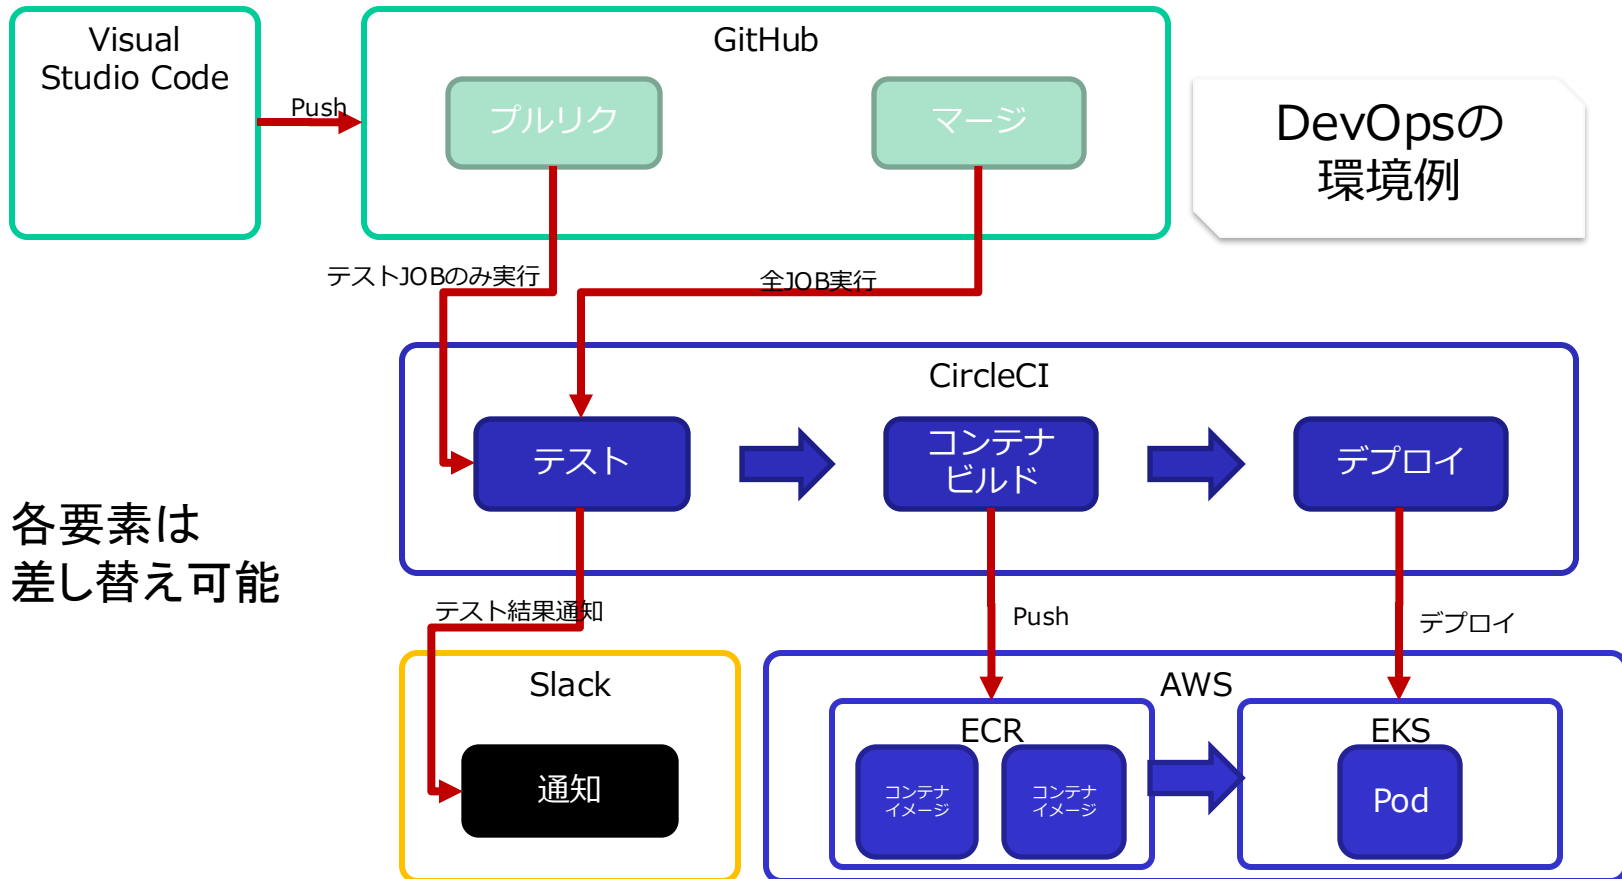 Visual
Studio Code
Push
GitHub
プルリク
マージ
DevOpsの
環境例
テストJOBのみ実行
全JOB実行
CircleCI
テスト
コンテナ
ビルド
デプロイ
各要素は
差し替え可能
テスト結果通知
Push
デプロイ
Slack
通知
AWS
ECR
コンテナ
イメージ
コンテナ
イメージ
EKS
Pod